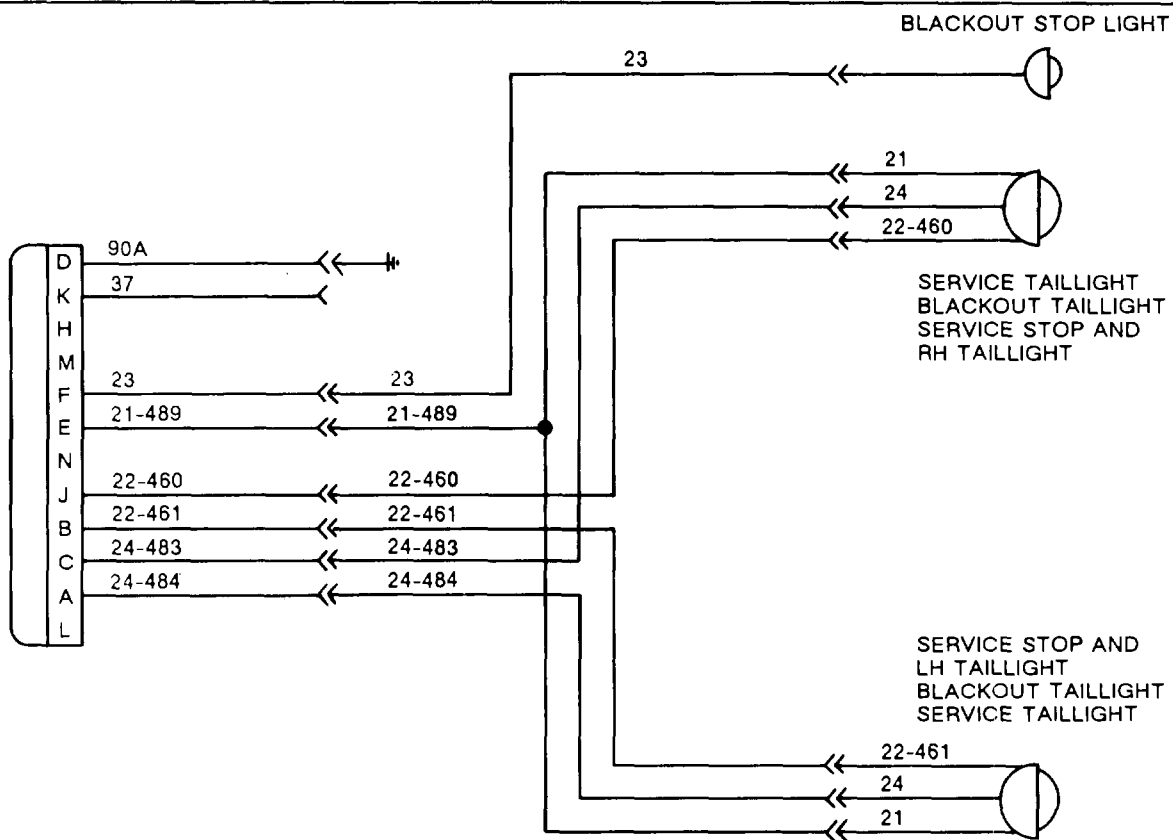 BLACKOUT STOP LIGHT
23
21
24
22-460
SERVICE TAILLIGHT
BLACKOUT TAILLIGHT
SERVICE STOP AND
RH TAILLIGHT
D 90A
K 37
H
M
F 23 23
E 21-489 21-489
N
J 22-460 22-460
B 22-461 22-461
C 24-483 24-483
A 24-484 24-484
L
SERVICE STOP AND
LH TAILLIGHT
BLACKOUT TAILLIGHT
SERVICE TAILLIGHT
22-461
24
21